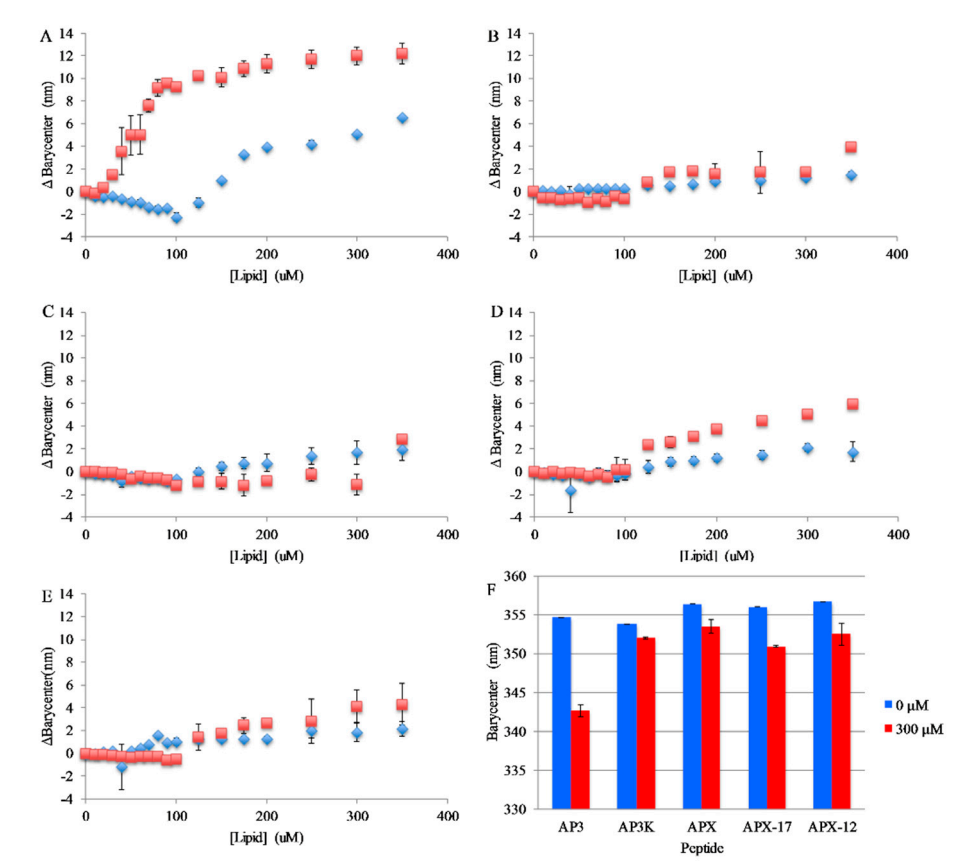 A
14
12
10
8
6
4
2
0
-2
-4
Δ Barycenter (nm)
0 100 200 300 400
[Lipid] (uM)
B
14
12
10
8
6
4
2
0
-2
-4
Δ Barycenter (nm)
0 100 200 300 400
[Lipid] (uM)
C
14
12
10
8
6
4
2
0
-2
-4
Δ Barycenter (nm)
0 100 200 300 400
[Lipid] (uM)
D
14
12
10
8
6
4
2
0
-2
-4
Δ Barycenter (nm)
0 100 200 300 400
[Lipid] (uM)
E
14
12
10
8
6
4
2
0
-2
-4
ΔBarycenter(nm)
0 100 200 300 400
[Lipid] (uM)
F
360
355
350
345
340
335
330
Barycenter (nm)
AP3 AP3K APX APX-17 APX-12
Peptide
0 μM
300 μM